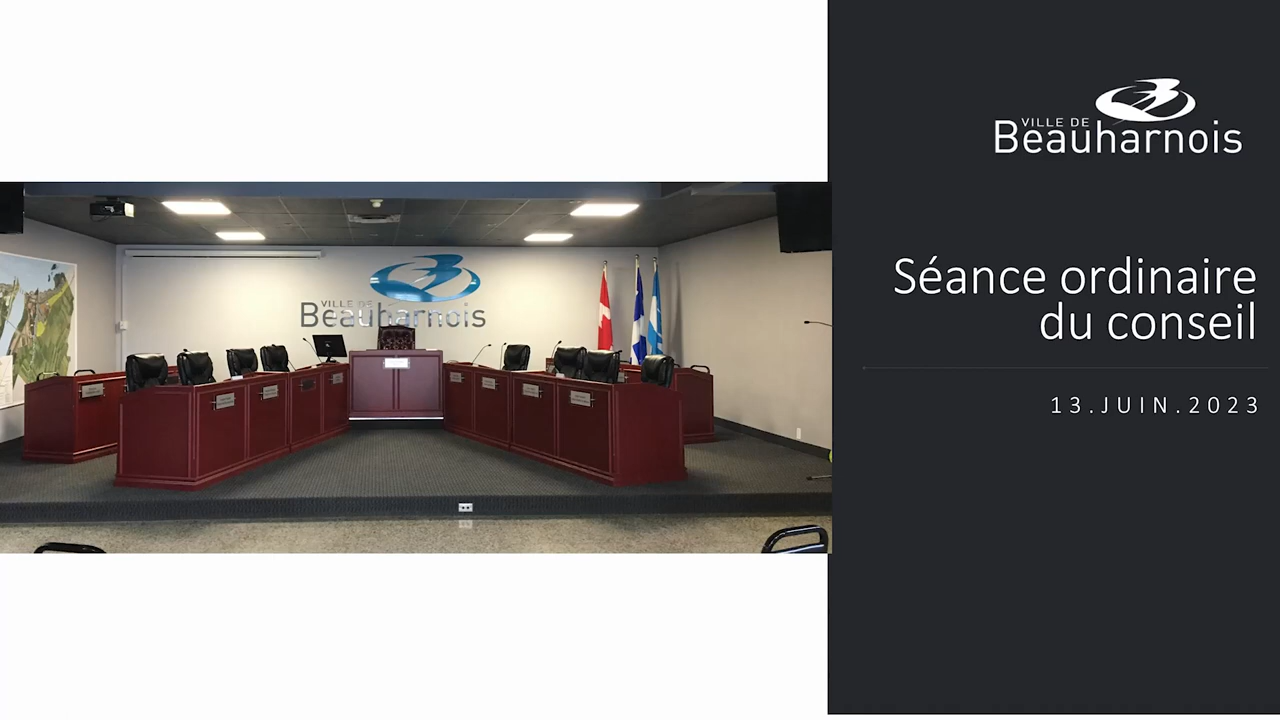 VILLE DE
Beauharnois
Séance ordinaire
du conseil
13.JUIN.2023
VILLE DE
Beauharnois